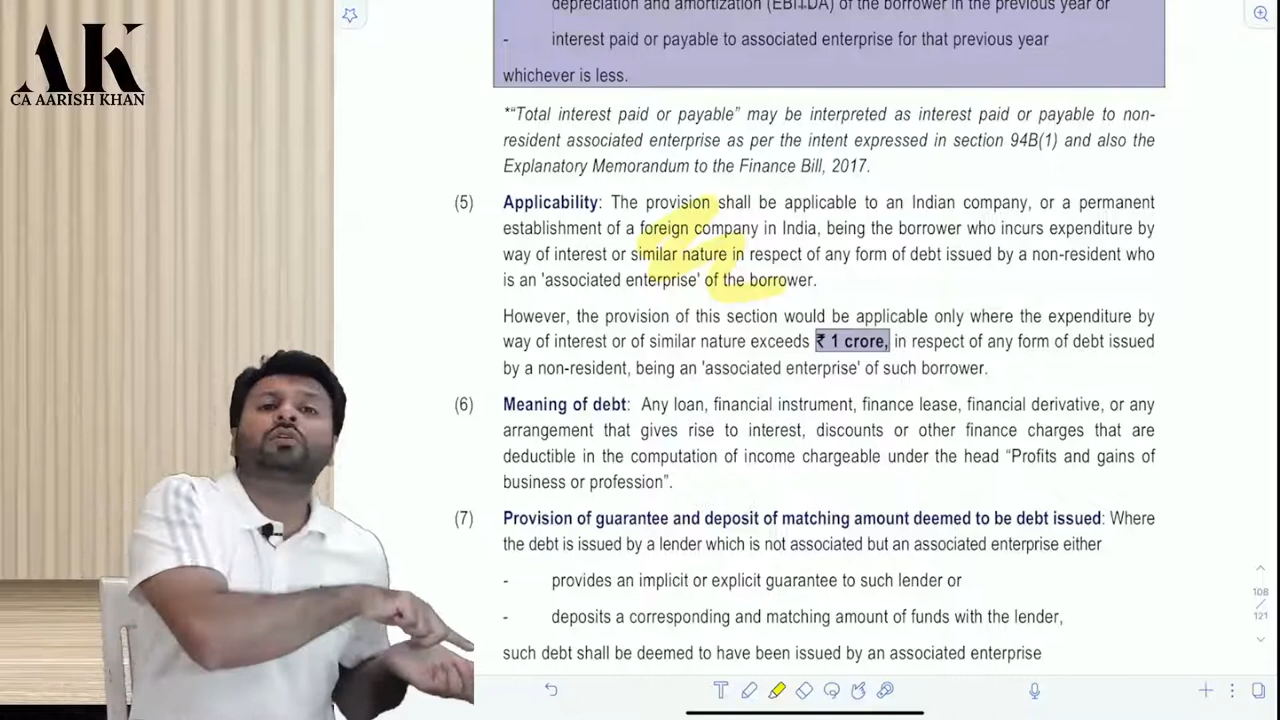 AK
CA AARISH KHAN
depreciation and amortization (EBITDA) of the borrower in the previous year or
- interest paid or payable to associated enterprise for that previous year
whichever is less.
*“Total interest paid or payable” may be interpreted as interest paid or payable to non-
resident associated enterprise as per the intent expressed in section 94B(1) and also the
Explanatory Memorandum to the Finance Bill, 2017.
(5) Applicability: The provision shall be applicable to an Indian company, or a permanent
establishment of a foreign company in India, being the borrower who incurs expenditure by
way of interest or similar nature in respect of any form of debt issued by a non-resident who
is an 'associated enterprise' of the borrower.
However, the provision of this section would be applicable only where the expenditure by
way of interest or of similar nature exceeds ₹ 1 crore, in respect of any form of debt issued
by a non-resident, being an 'associated enterprise' of such borrower.
(6) Meaning of debt: Any loan, financial instrument, finance lease, financial derivative, or any
arrangement that gives rise to interest, discounts or other finance charges that are
deductible in the computation of income chargeable under the head “Profits and gains of
business or profession”.
(7) Provision of guarantee and deposit of matching amount deemed to be debt issued: Where
the debt is issued by a lender which is not associated but an associated enterprise either
- provides an implicit or explicit guarantee to such lender or
- deposits a corresponding and matching amount of funds with the lender,
such debt shall be deemed to have been issued by an associated enterprise
108
121